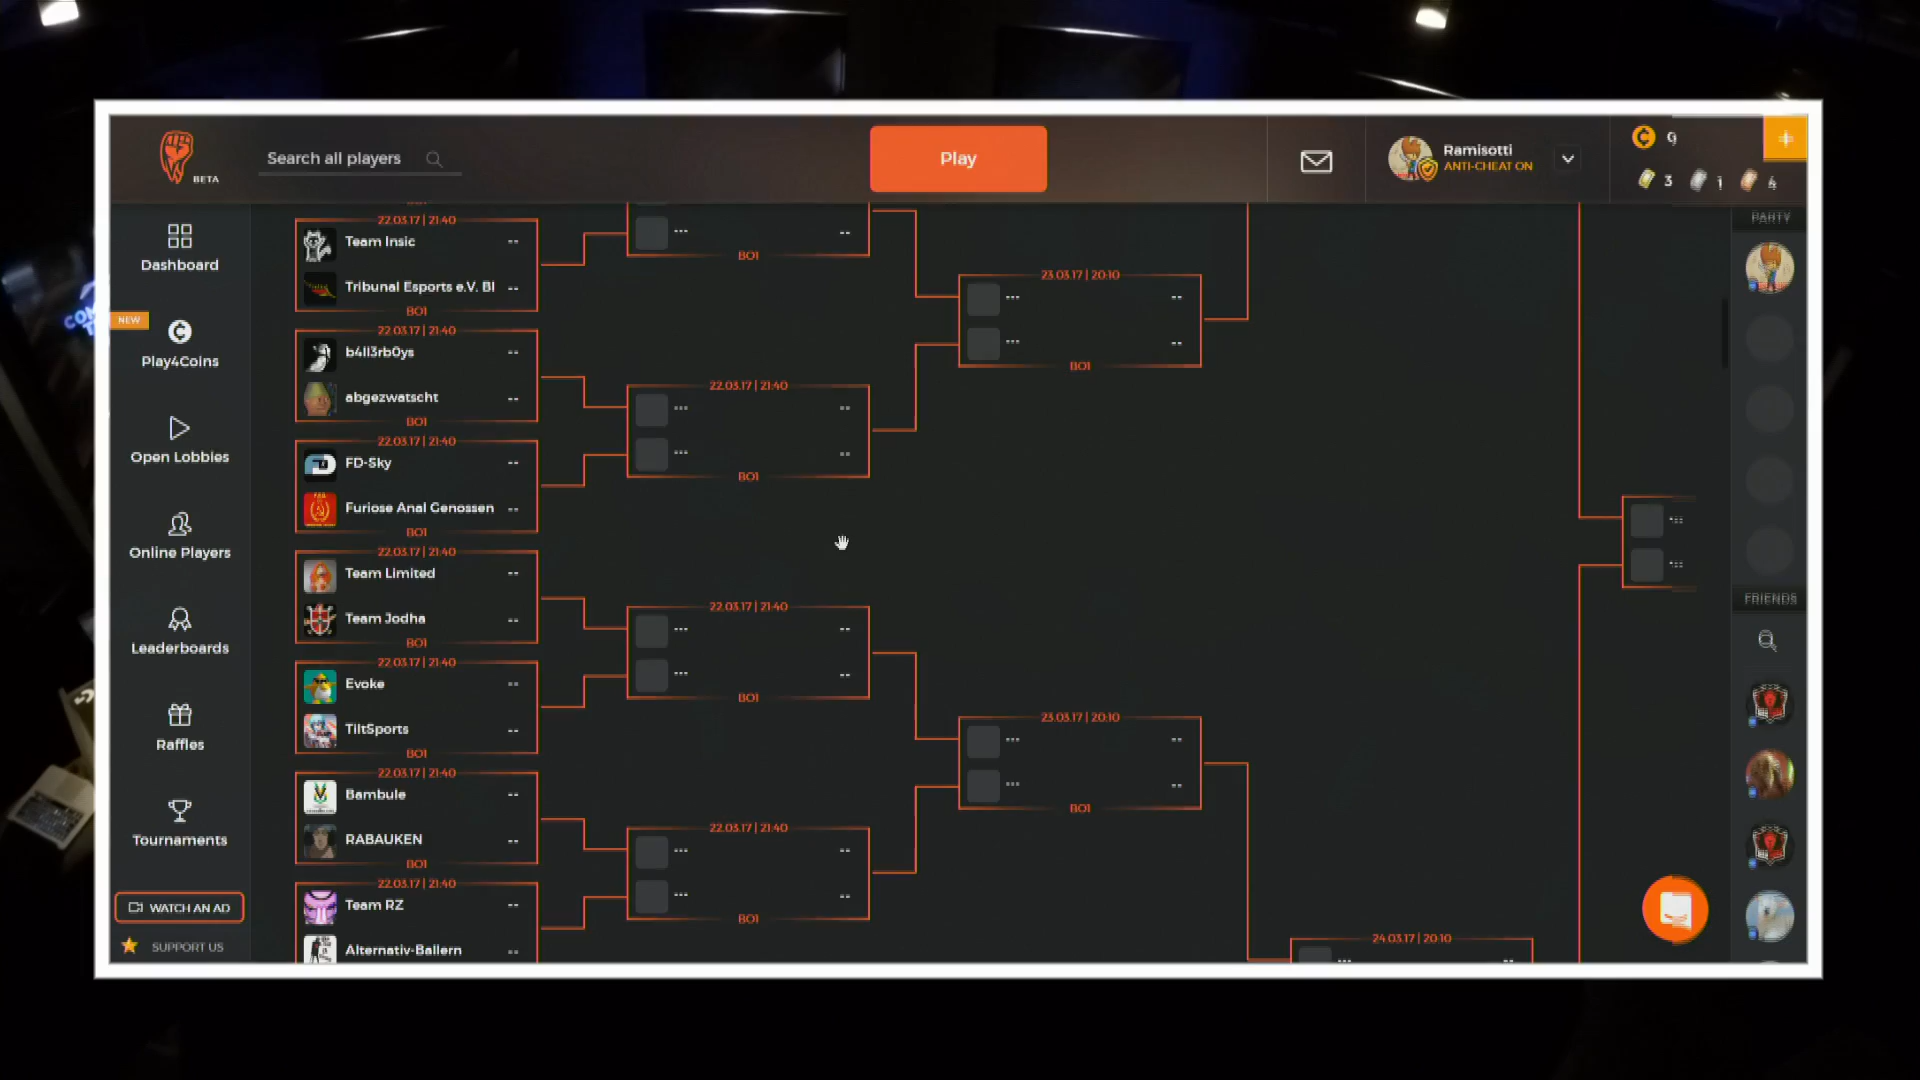 BETA
Search all players
Play
Ramisotti
ANTI-CHEAT ON
9
3 1 4
NEW
Dashboard
Play4Coins
Open Lobbies
Online Players
Leaderboards
Raffles
Tournaments
WATCH AN AD
SUPPORT US
22.03.17 | 21:40
Team Insic --
Tribunal Esports e.V. Bl --
BO1
22.03.17 | 21:40
b4ll3rb0ys --
abgezwatscht --
BO1
22.03.17 | 21:40
FD-Sky --
Furiose Anal Genossen --
BO1
22.03.17 | 21:40
Team Limited --
Team Jodha --
BO1
22.03.17 | 21:40
Evoke --
TiltSports --
BO1
22.03.17 | 21:40
Bambule --
RABAUKEN --
BO1
22.03.17 | 21:40
Team RZ --
Alternativ-Ballern --
--- --
BO1
22.03.17 | 21:40
--- --
--- --
BO1
22.03.17 | 21:40
--- --
--- --
BO1
22.03.17 | 21:40
--- --
--- --
BO1
23.03.17 | 20:10
--- --
--- --
BO1
23.03.17 | 20:10
--- --
--- --
BO1
24.03.17 | 20:10
--- --
---
---
PARTY
FRIENDS